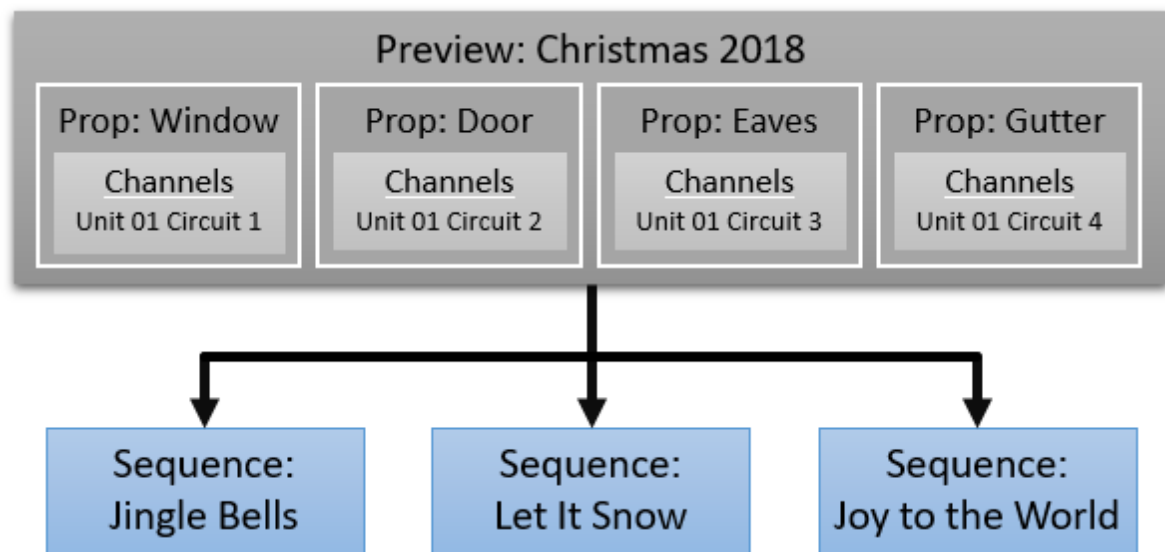 Preview: Christmas 2018
Prop: Window
Channels
Unit 01 Circuit 1
Prop: Door
Channels
Unit 01 Circuit 2
Prop: Eaves
Channels
Unit 01 Circuit 3
Prop: Gutter
Channels
Unit 01 Circuit 4
Sequence:
Jingle Bells
Sequence:
Let It Snow
Sequence:
Joy to the World